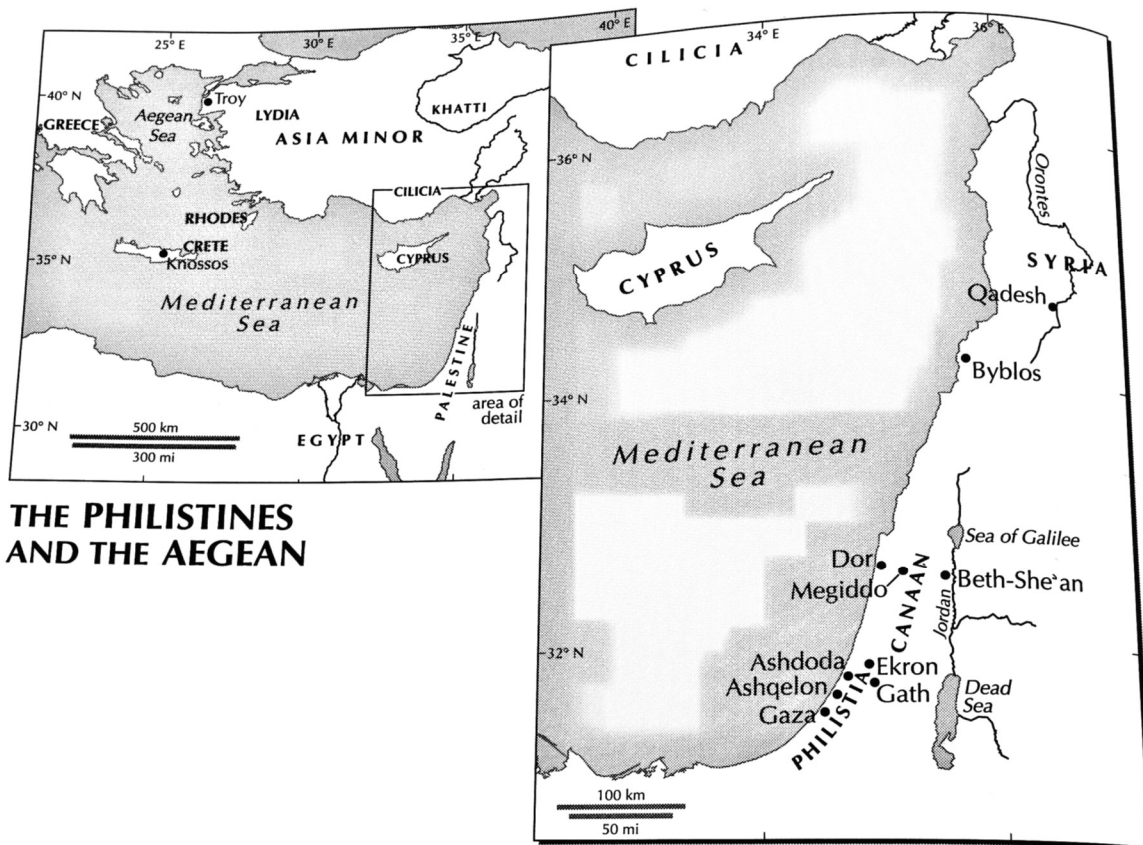 25° E
30° E
35° E
40° E
40° N
Troy
Aegean
Sea
GREECE
LYDIA
KHATTI
ASIA MINOR
CILICIA
RHODES
CRETE
Knossos
CYPRUS
35° N
Mediterranean
Sea
PALESTINE
area of
detail
30° N
500 km
300 mi
EGYPT
THE PHILISTINES
AND THE AEGEAN
34° E
36° E
CILICIA
36° N
Orontes
CYPRUS
SYRIA
Qadesh
Byblos
34° N
Mediterranean
Sea
Sea of Galilee
Dor
Megiddo
Beth-She'an
CANAAN
Jordan
32° N
Ashdoda
Ekron
Ashqelon
Gath
Gaza
PHILISTIA
Dead
Sea
100 km
50 mi